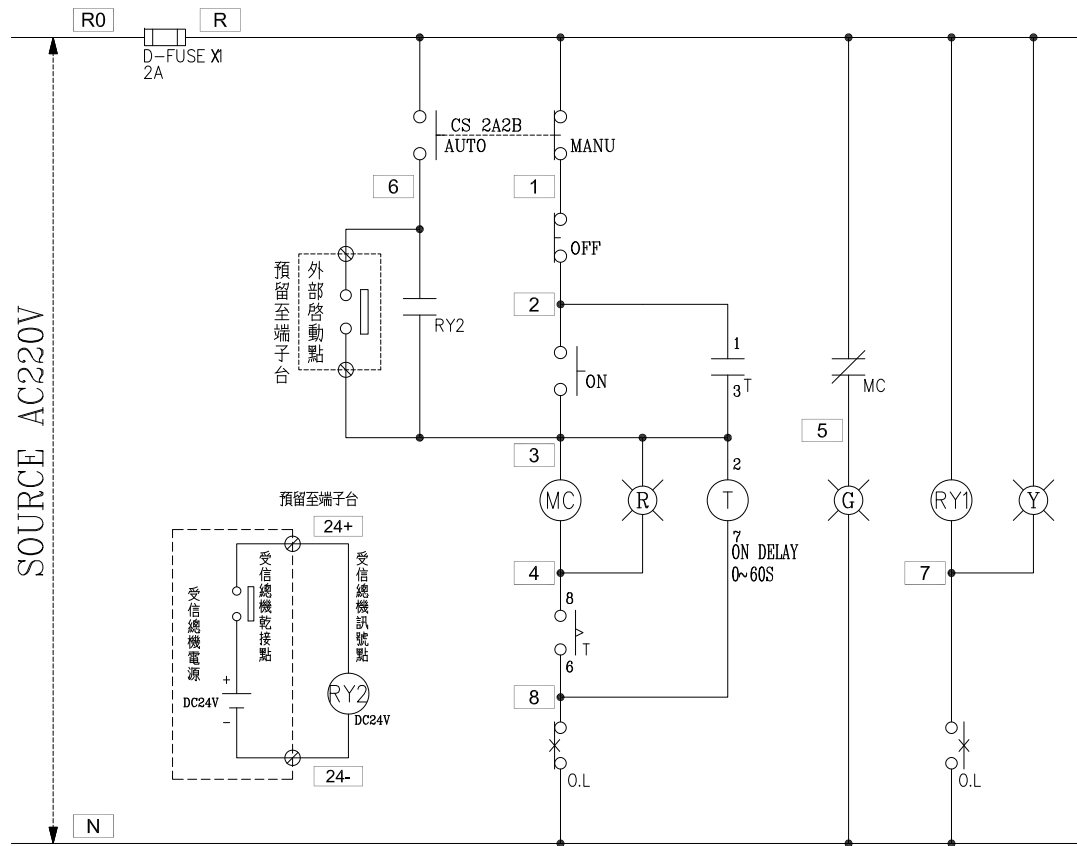 R0
R
D-FUSE X1
2A
CS 2A2B
AUTO
MANU
6
1
OFF
預留至端子台
外部啓動點
RY2
2
ON
1
3
T
MC
5
3
2
MC
R
T
G
RY1
Y
7
ON DELAY
0~60S
4
7
8
T
6
8
O.L
O.L
SOURCE AC220V
預留至端子台
24+
受信總機電源
受信總機乾接點
受信總機訊號點
+
DC24V
-
RY2
DC24V
24-
N